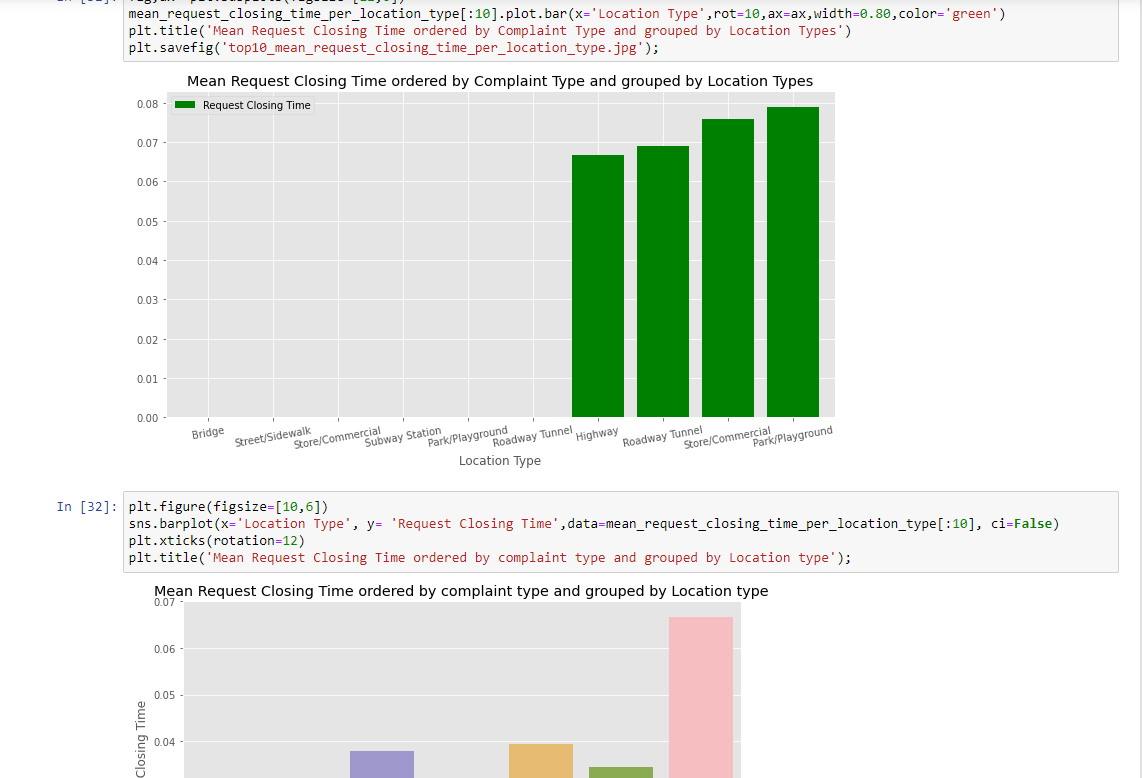 mean_request_closing_time_per_location_type[:10].plot.bar(x='Location Type',rot=10,ax=ax,width=0.80,color='green')
plt.title('Mean Request Closing Time ordered by Complaint Type and grouped by Location Types')
plt.savefig('top10_mean_request_closing_time_per_location_type.jpg');
Mean Request Closing Time ordered by Complaint Type and grouped by Location Types
Request Closing Time
0.08
0.07
0.06
0.05
0.04
0.03
0.02
0.01
0.00
Bridge Street/Sidewalk Store/Commercial Subway Station Park/Playground Roadway Tunnel Highway Roadway Tunnel Store/Commercial Park/Playground
Location Type
In [32]: plt.figure(figsize=[10,6])
sns.barplot(x='Location Type', y= 'Request Closing Time',data=mean_request_closing_time_per_location_type[:10], ci=False)
plt.xticks(rotation=12)
plt.title('Mean Request Closing Time ordered by complaint type and grouped by Location type');
Mean Request Closing Time ordered by complaint type and grouped by Location type
0.07
0.06
0.05
0.04
Closing Time